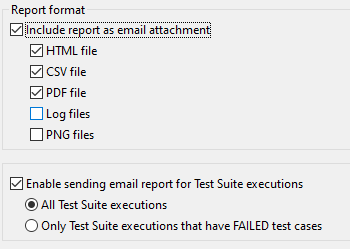 Report format
Include report as email attachment
HTML file
CSV file
PDF file
Log files
PNG files
Enable sending email report for Test Suite executions
All Test Suite executions
Only Test Suite executions that have FAILED test cases